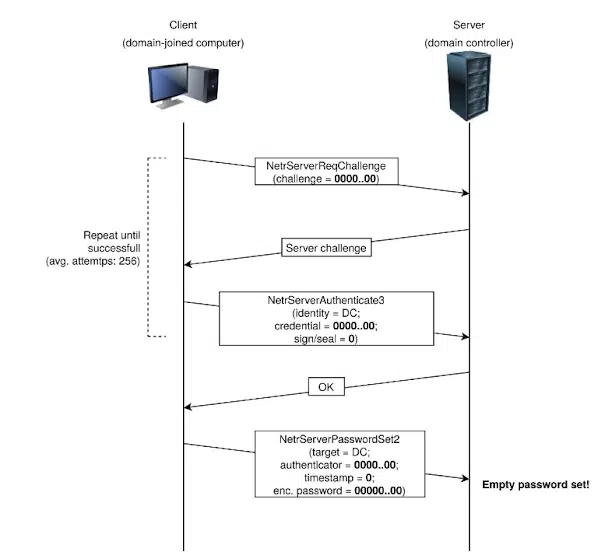 Client
(domain-joined computer)
Server
(domain controller)
NetrServerReqChallenge
(challenge = 0000..00)
Repeat until
successfull
(avg. attemtps: 256)
Server challenge
NetrServerAuthenticate3
(identity = DC;
credential = 0000..00;
sign/seal = 0)
OK
NetrServerPasswordSet2
(target = DC;
authenticator = 0000..00;
timestamp = 0;
enc. password = 00000..00)
Empty password set!